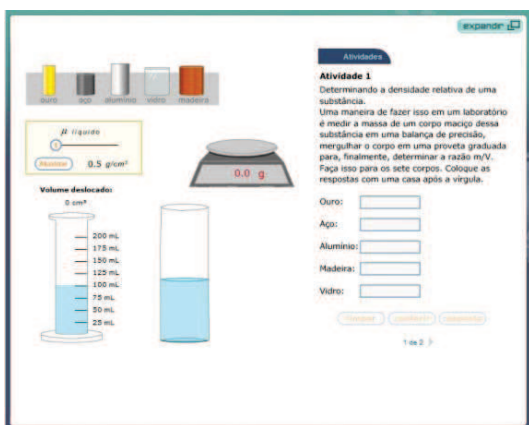 expandir
ouro aço alumínio vidro madeira
μ líquido
0.5 g/cm³
0.0 g
Volume deslocado:
0 cm³
200 mL
175 mL
150 mL
125 mL
100 mL
75 mL
50 mL
25 mL
Atividades
Atividade 1
Determinando a densidade relativa de uma
substância.
Uma maneira de fazer isso em um laboratório
é medir a massa de um corpo maciço dessa
substância em uma balança de precisão,
mergulhar o corpo em uma proveta graduada
para, finalmente, determinar a razão m/V.
Faça isso para os sete corpos. Coloque as
respostas com uma casa após a vírgula.
Ouro:
Aço:
Alumínio:
Madeira:
Vidro:
1 de 2